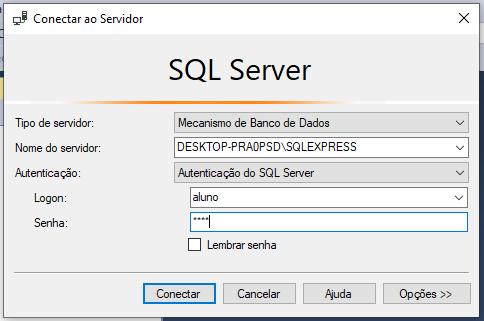 Conectar ao Servidor
SQL Server
Tipo de servidor: Mecanismo de Banco de Dados
Nome do servidor: DESKTOP-PRA0PSD\SQLEXPRESS
Autenticação: Autenticação do SQL Server
Logon: aluno
Senha: ****
Lembrar senha
Conectar Cancelar Ajuda Opções >>